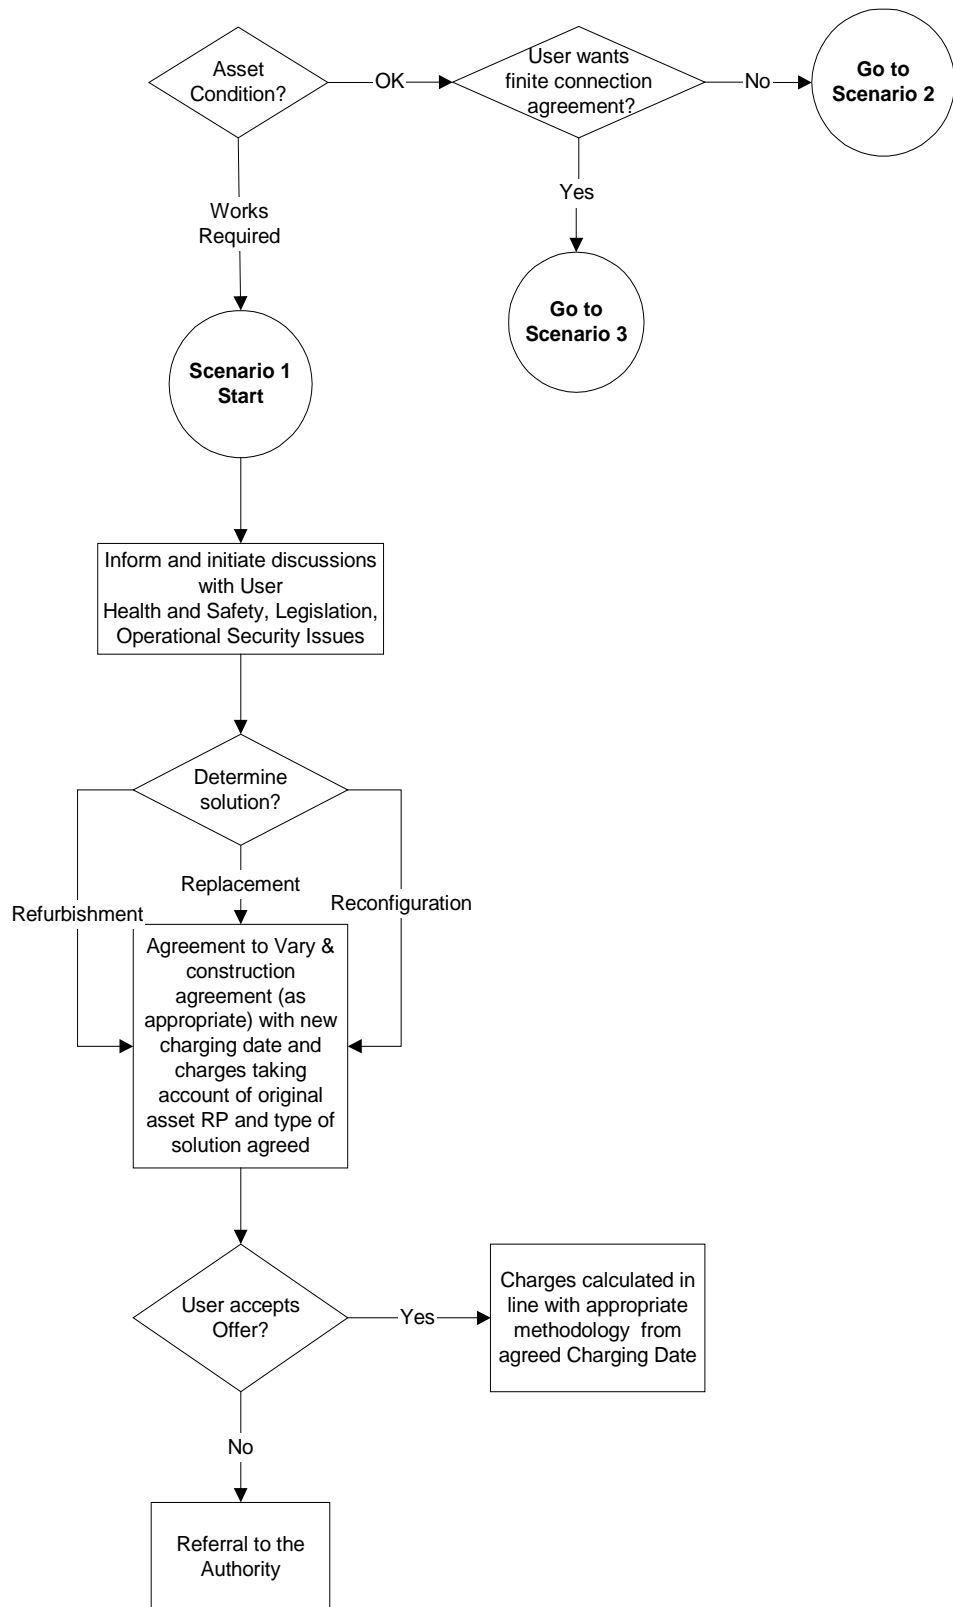 Asset
Condition?
OK
User wants
finite connection
agreement?
No
Go to
Scenario 2
Works
Required
Yes
Go to
Scenario 3
Scenario 1
Start
Inform and initiate discussions
with User
Health and Safety, Legislation,
Operational Security Issues
Determine
solution?
Replacement
Reconfiguration
Refurbishment
Agreement to Vary &
construction
agreement (as
appropriate) with new
charging date and
charges taking
account of original
asset RP and type of
solution agreed
User accepts
Offer?
Yes
Charges calculated in
line with appropriate
methodology from
agreed Charging Date
No
Referral to the
Authority